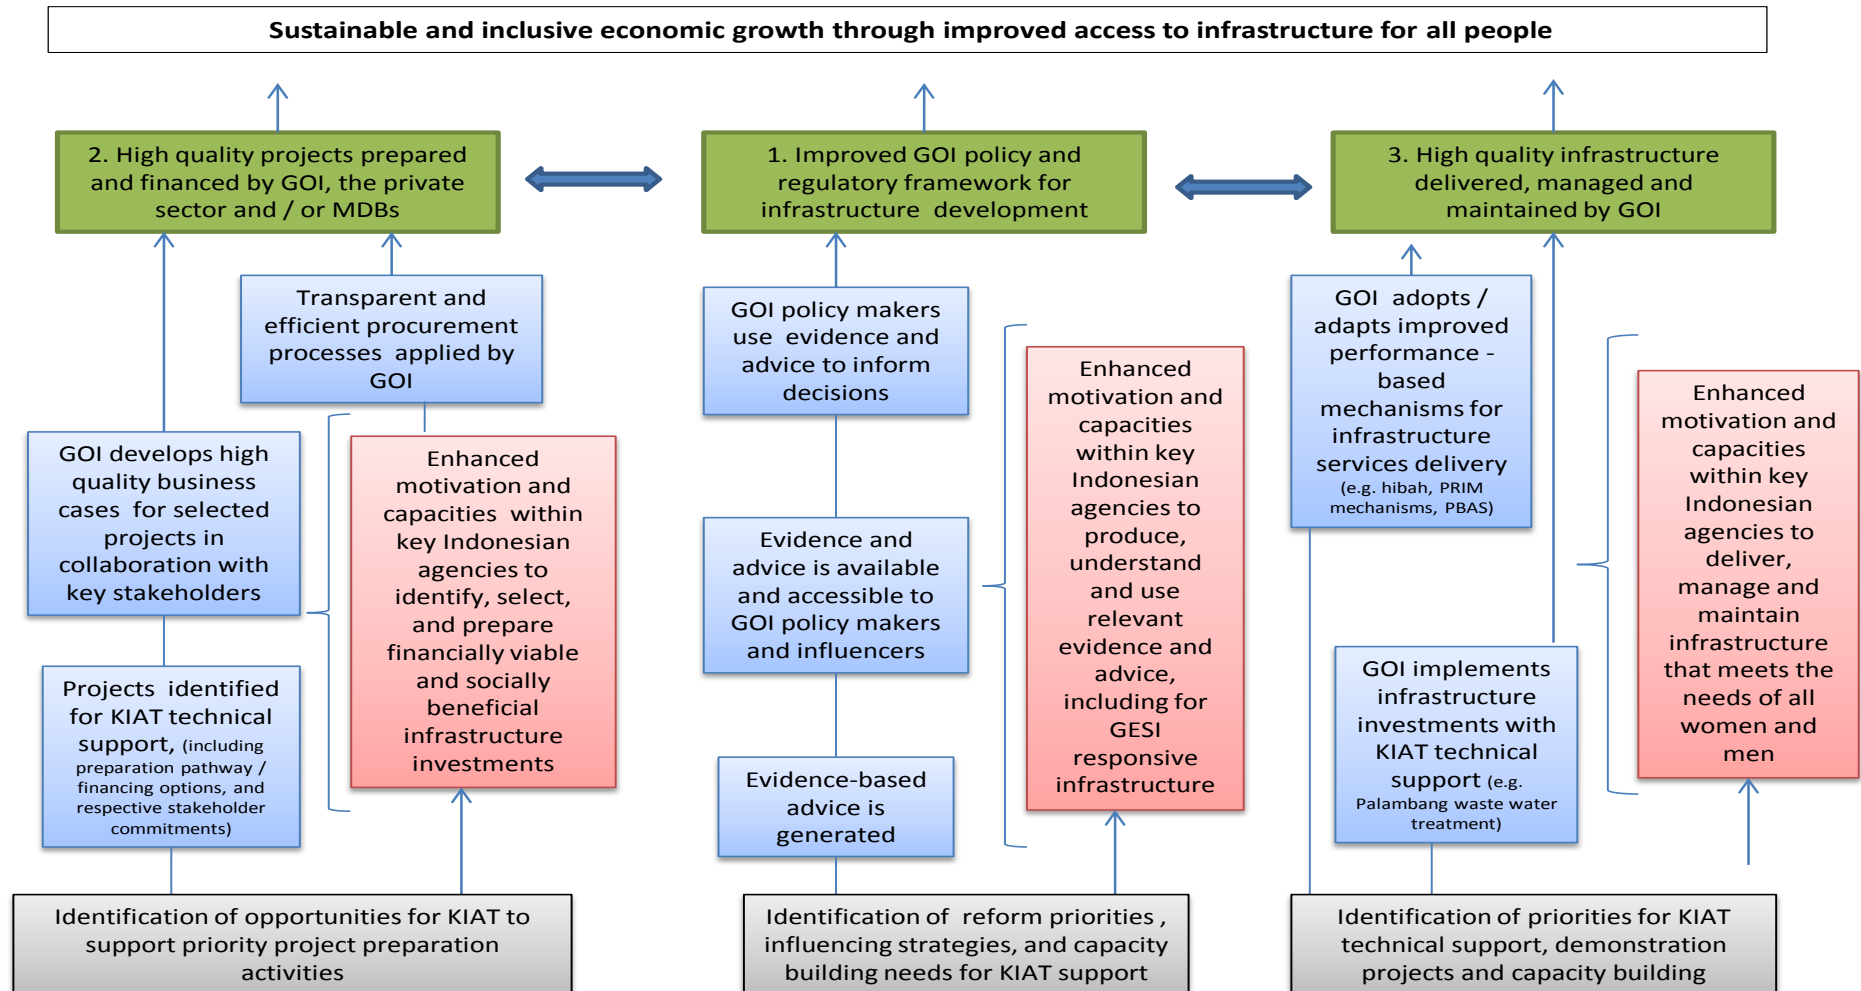 Sustainable and inclusive economic growth through improved access to infrastructure for all people
2. High quality projects prepared
and financed by GOI, the private
sector and / or MDBs
1. Improved GOI policy and
regulatory framework for
infrastructure development
3. High quality infrastructure
delivered, managed and
maintained by GOI
Transparent and
efficient procurement
processes applied by
GOI
GOI develops high
quality business
cases for selected
projects in
collaboration with
key stakeholders
Projects identified
for KIAT technical
support, (including
preparation pathway /
financing options, and
respective stakeholder
commitments)
Enhanced
motivation and
capacities within
key Indonesian
agencies to
identify, select,
and prepare
financially viable
and socially
beneficial
infrastructure
investments
GOI policy makers
use evidence and
advice to inform
decisions
Evidence and
advice is available
and accessible to
GOI policy makers
and influencers
Evidence-based
advice is
generated
Enhanced
motivation and
capacities
within key
Indonesian
agencies to
produce,
understand
and use
relevant
evidence and
advice,
including for
GESI
responsive
infrastructure
GOI adopts /
adapts improved
performance -
based
mechanisms for
infrastructure
services delivery
(e.g. hibah, PRIM
mechanisms, PBAS)
GOI implements
infrastructure
investments with
KIAT technical
support (e.g.
Palambang waste water
treatment)
Enhanced
motivation and
capacities
within key
Indonesian
agencies to
deliver,
manage and
maintain
infrastructure
that meets the
needs of all
women and
men
Identification of opportunities for KIAT to
support priority project preparation
activities
Identification of reform priorities ,
influencing strategies, and capacity
building needs for KIAT support
Identification of priorities for KIAT
technical support, demonstration
projects and capacity building